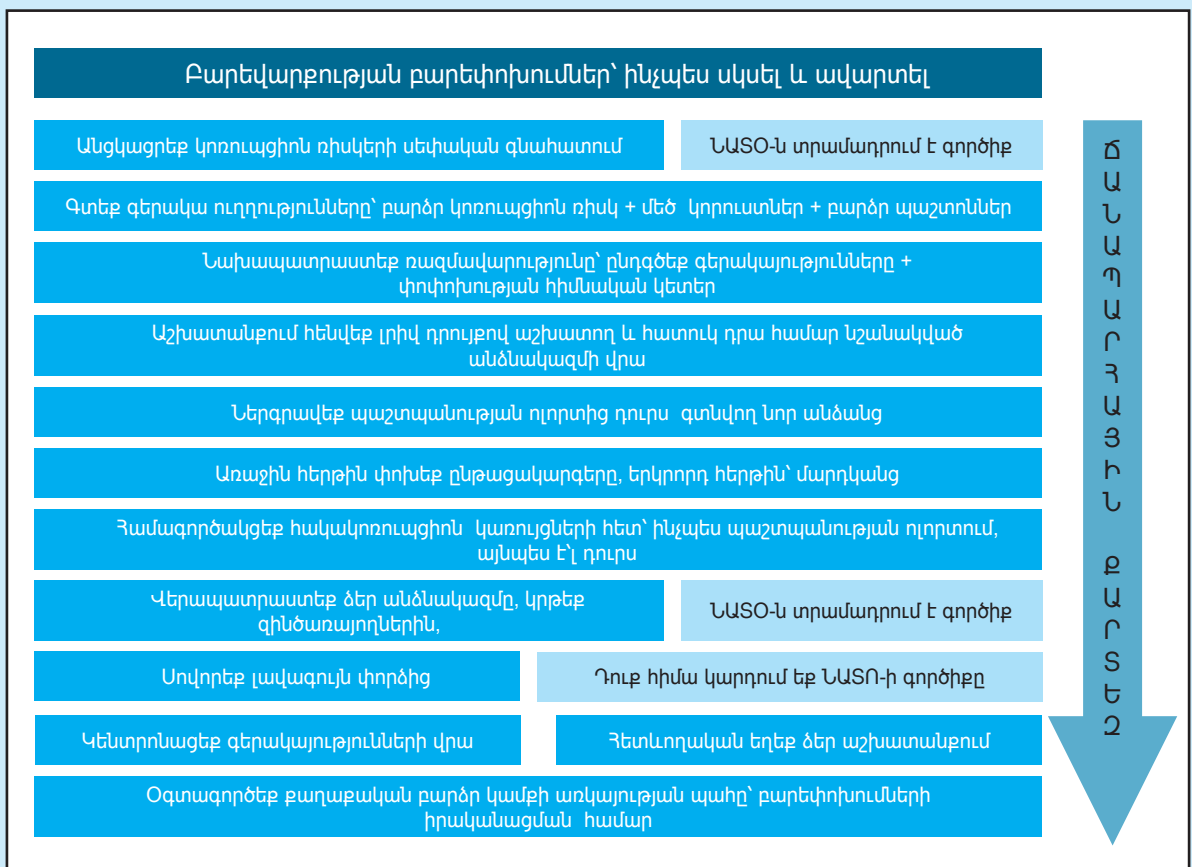 Բարեվարքության բարեփոխումներ՝ ինչպես սկսել և ավարտել
Անցկացրեք կոռուպցիոն ռիսկերի սեփական գնահատում
ՆԱՏՕ-ն տրամադրում է գործիք
Գտեք գերակա ուղղությունները՝ բարձր կոռուպցիոն ռիսկ + մեծ կորուստներ + բարձր պաշտոններ
Նախապատրաստեք ռազմավարությունը՝ ընդգծեք գերակայությունները +
փոփոխության հիմնական կետեր
Աշխատանքում հենվեք լրիվ դրույքով աշխատող և հատուկ դրա համար նշանակված
անձնակազմի վրա
Ներգրավեք պաշտպանության ոլորտից դուրս գտնվող նոր անձանց
Առաջին հերթին փոխեք ընթացակարգերը, երկրորդ հերթին՝ մարդկանց
Համագործակցեք հակակոռուպցիոն կառույցների հետ՝ ինչպես պաշտպանության ոլորտում,
այնպես է՛լ դուրս
Վերապատրաստեք ձեր անձնակազմը, կրթեք
զինծառայողներին,
ՆԱՏՕ-ն տրամադրում է գործիք
Սովորեք լավագույն փորձից
Դուք հիմա կարդում եք ՆԱՏՈ-ի գործիքը
Կենտրոնացեք գերակայությունների վրա
Հետևողական եղեք ձեր աշխատանքում
Օգտագործեք քաղաքական բարձր կամքի առկայության պահը՝ բարեփոխումների
իրականացման համար
ՃԱՆԱՊԱՐՀԱՅԻՆ ՔԱՐՏԵԶ